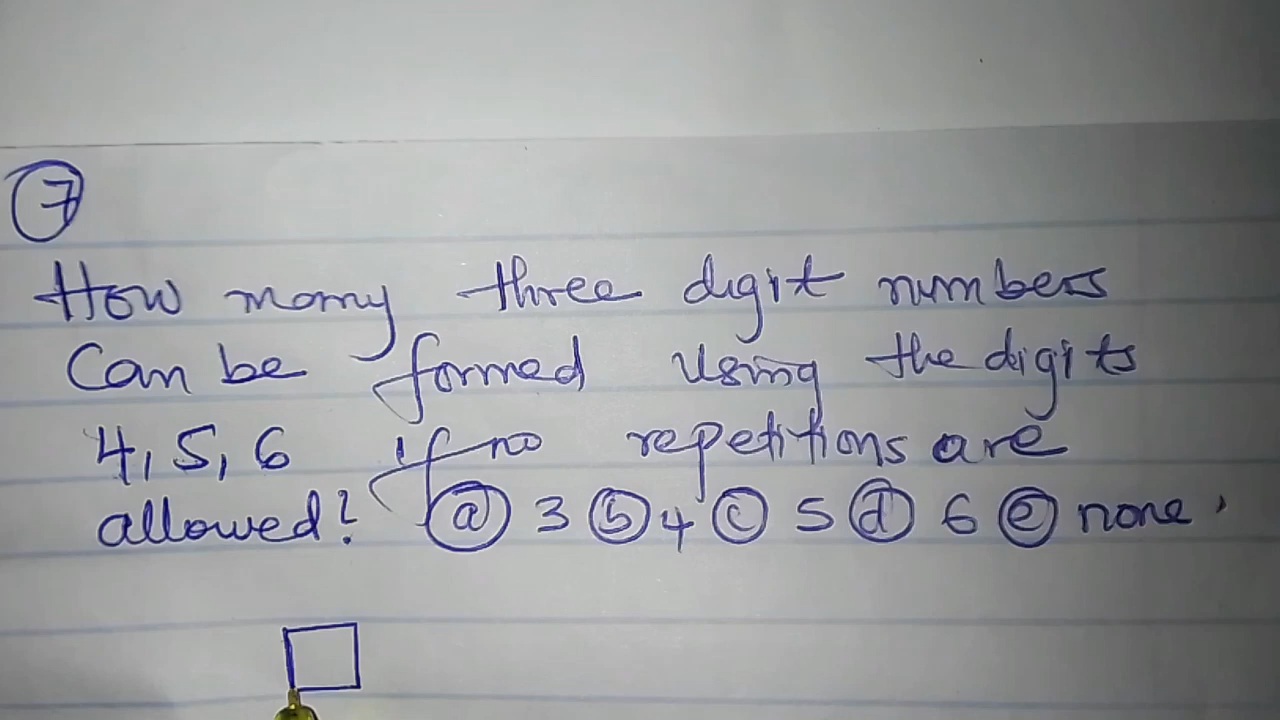 7
How many three digit numbers
Can be formed using the digits
4, 5, 6 if no repetitions are
allowed? (a) 3 (b) 4 (c) 5 (d) 6 (e) none,